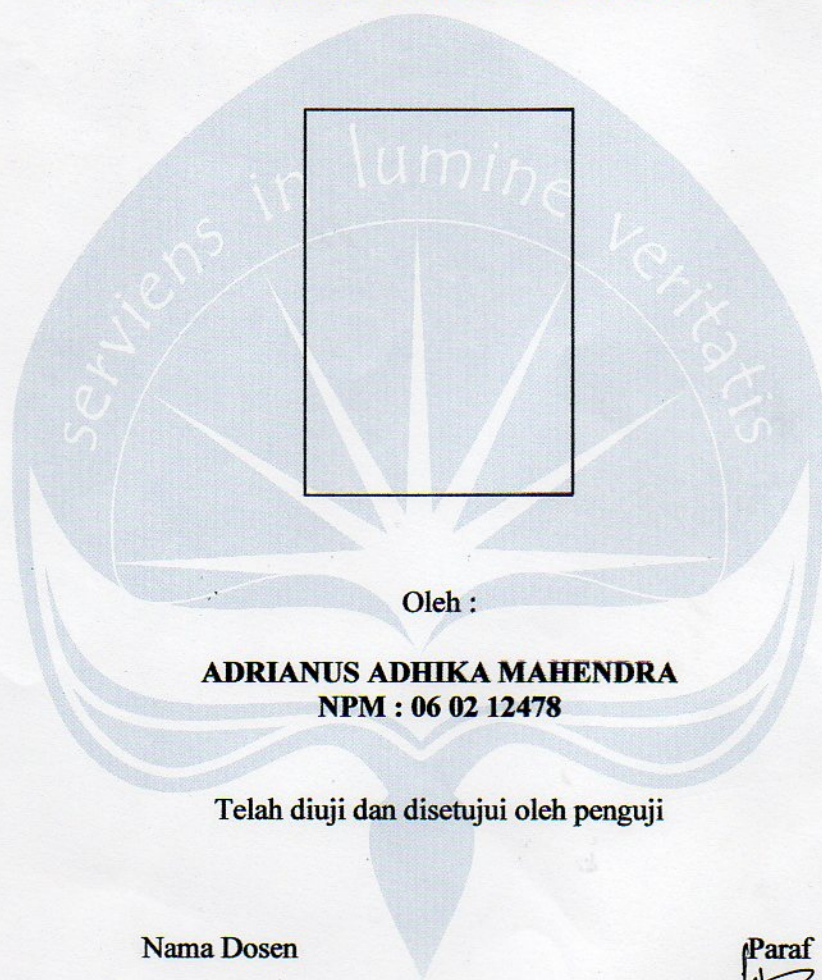 serviens in lumine veritatis
Oleh :
ADRIANUS ADHIKA MAHENDRA
NPM : 06 02 12478
Telah diuji dan disetujui oleh penguji
Nama Dosen
Paraf